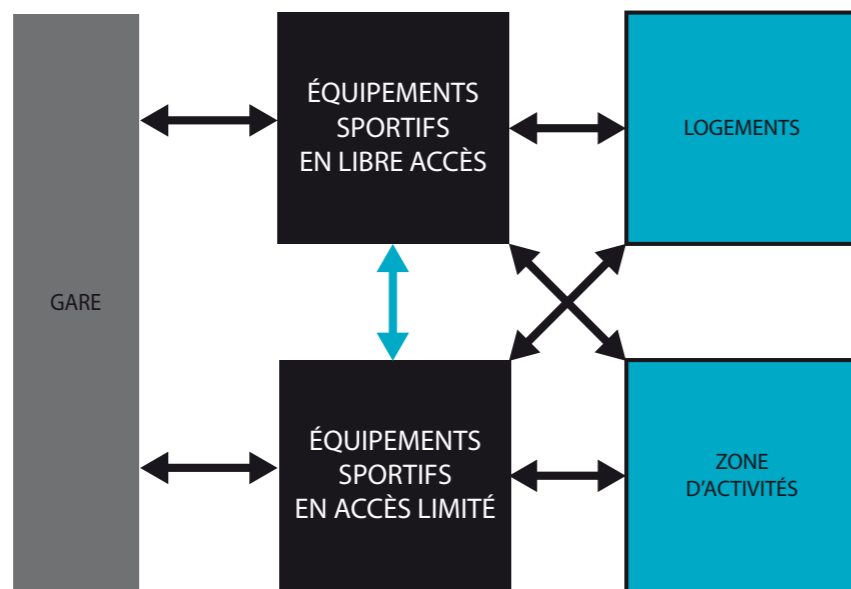 GARE
ÉQUIPEMENTS
SPORTIFS
EN LIBRE ACCÈS
LOGEMENTS
ÉQUIPEMENTS
SPORTIFS
EN ACCÈS LIMITÉ
ZONE
D'ACTIVITÉS